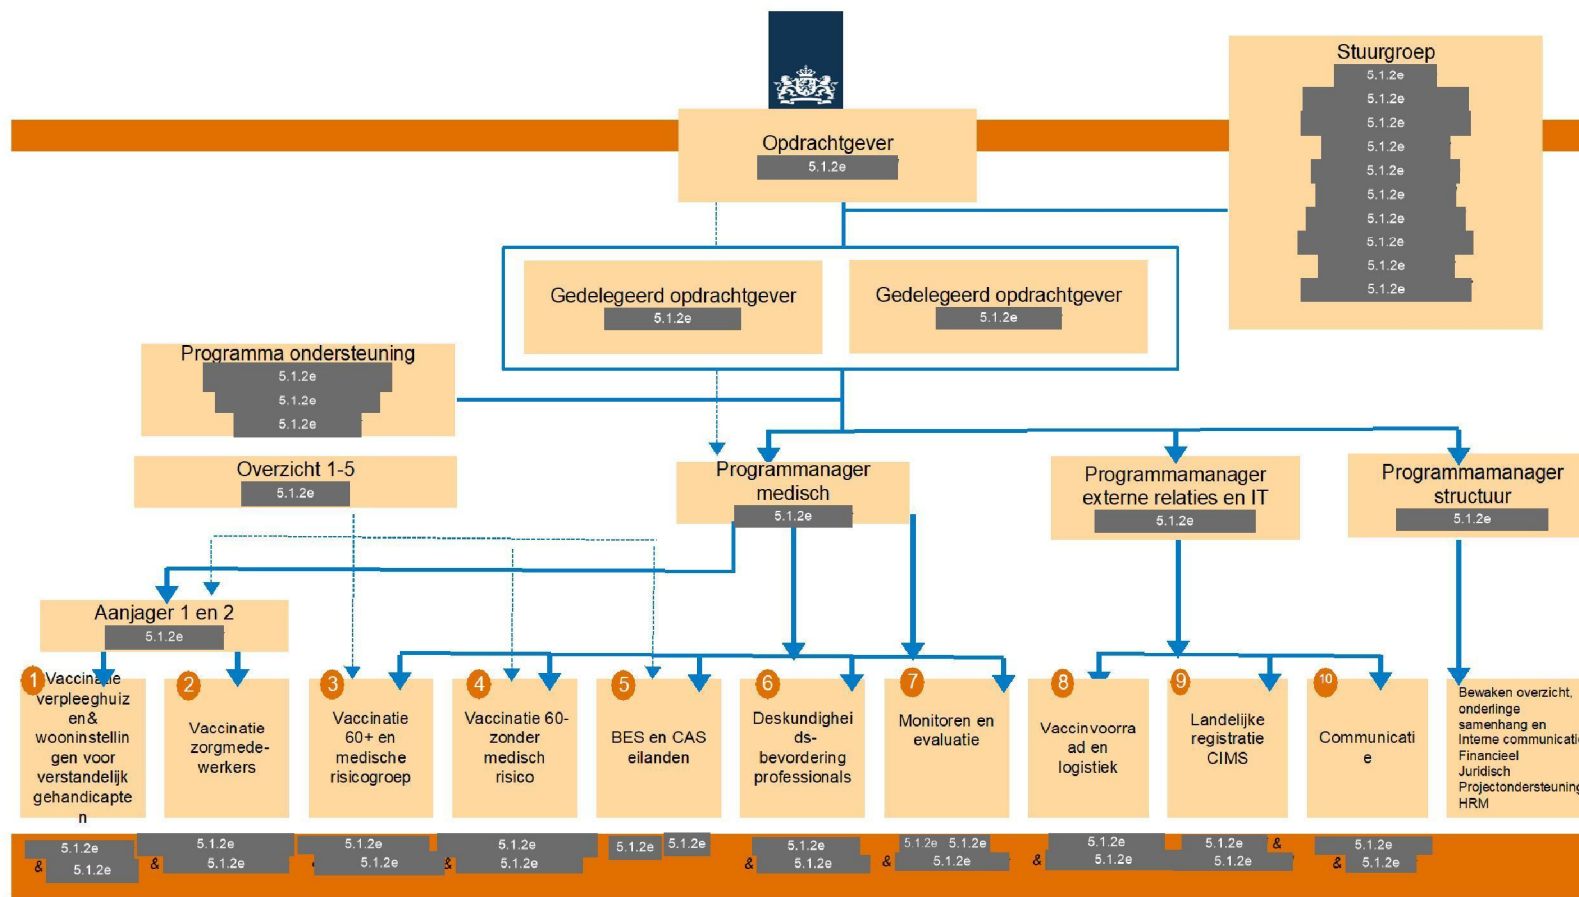 Stuurgroep
5.1.2e
5.1.2e
5.1.2e
5.1.2e
5.1.2e
5.1.2e
5.1.2e
5.1.2e
5.1.2e
5.1.2e
Opdrachtgever
5.1.2e
Gedelegeerd opdrachtgever
5.1.2e
Gedelegeerd opdrachtgever
5.1.2e
Programma ondersteuning
5.1.2e
5.1.2e
5.1.2e
Overzicht 1-5
5.1.2e
Programmanager
medisch
5.1.2e
Programmamanager
externe relaties en IT
5.1.2e
Programmamanager
structuur
5.1.2e
Aanjager 1 en 2
5.1.2e
1
Vaccinatie
verpleeghuiz
en&
wooninstellin
gen voor
verstandelijk
gehandicapte
n
2
Vaccinatie
zorgmede-
werkers
3
Vaccinatie
60+ en
medische
risicogroep
4
Vaccinatie 60-
zonder
medisch
risico
5
BES en CAS
eilanden
6
Deskundighei
ds-
bevordering
professionals
7
Monitoren en
evaluatie
8
Vaccinvoorra
ad en
logistiek
9
Landelijke
registratie
CIMS
10
Communicati
e
Bewaken overzicht,
onderlinge
samenhang en
Interne communicatie
Financieel
Juridisch
Projectondersteuning
HRM
5.1.2e
& 5.1.2e
5.1.2e
& 5.1.2e
5.1.2e
& 5.1.2e
5.1.2e
& 5.1.2e
5.1.2e 5.1.2e
5.1.2e
& 5.1.2e
5.1.2e 5.1.2e
& 5.1.2e
5.1.2e
& 5.1.2e
5.1.2e &
5.1.2e
5.1.2e
& 5.1.2e